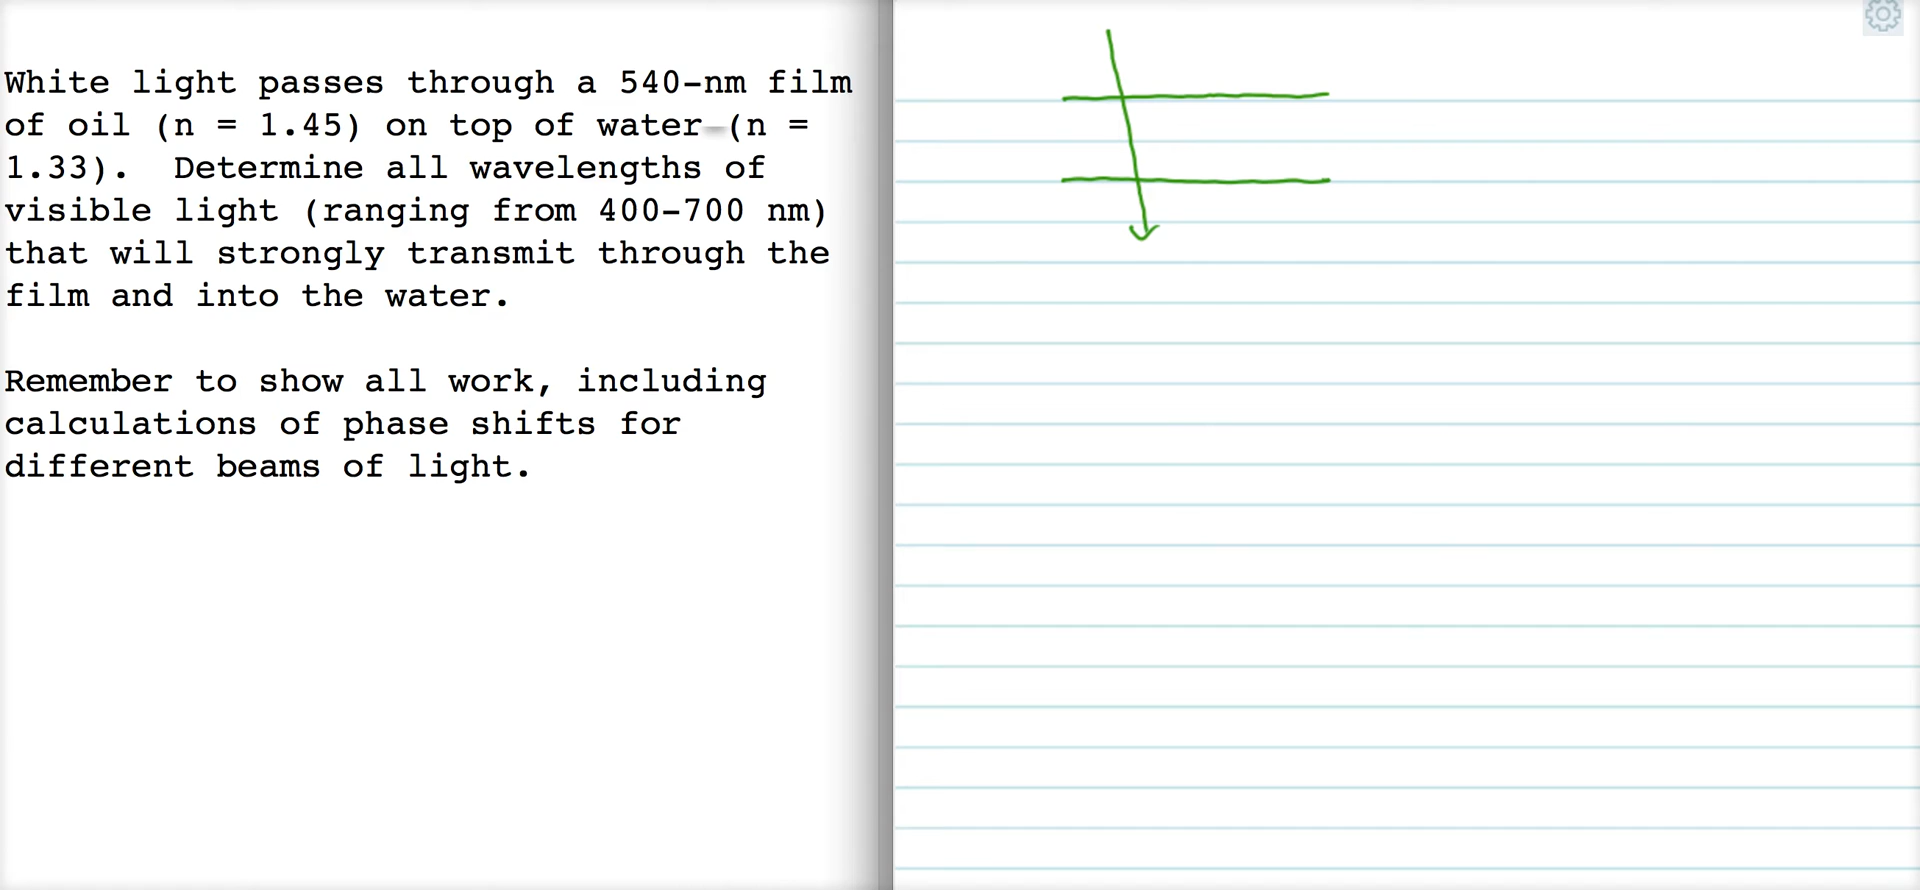 White light passes through a 540-nm film
of oil (n = 1.45) on top of water (n =
1.33).  Determine all wavelengths of
visible light (ranging from 400-700 nm)
that will strongly transmit through the
film and into the water.
Remember to show all work, including
calculations of phase shifts for
different beams of light.